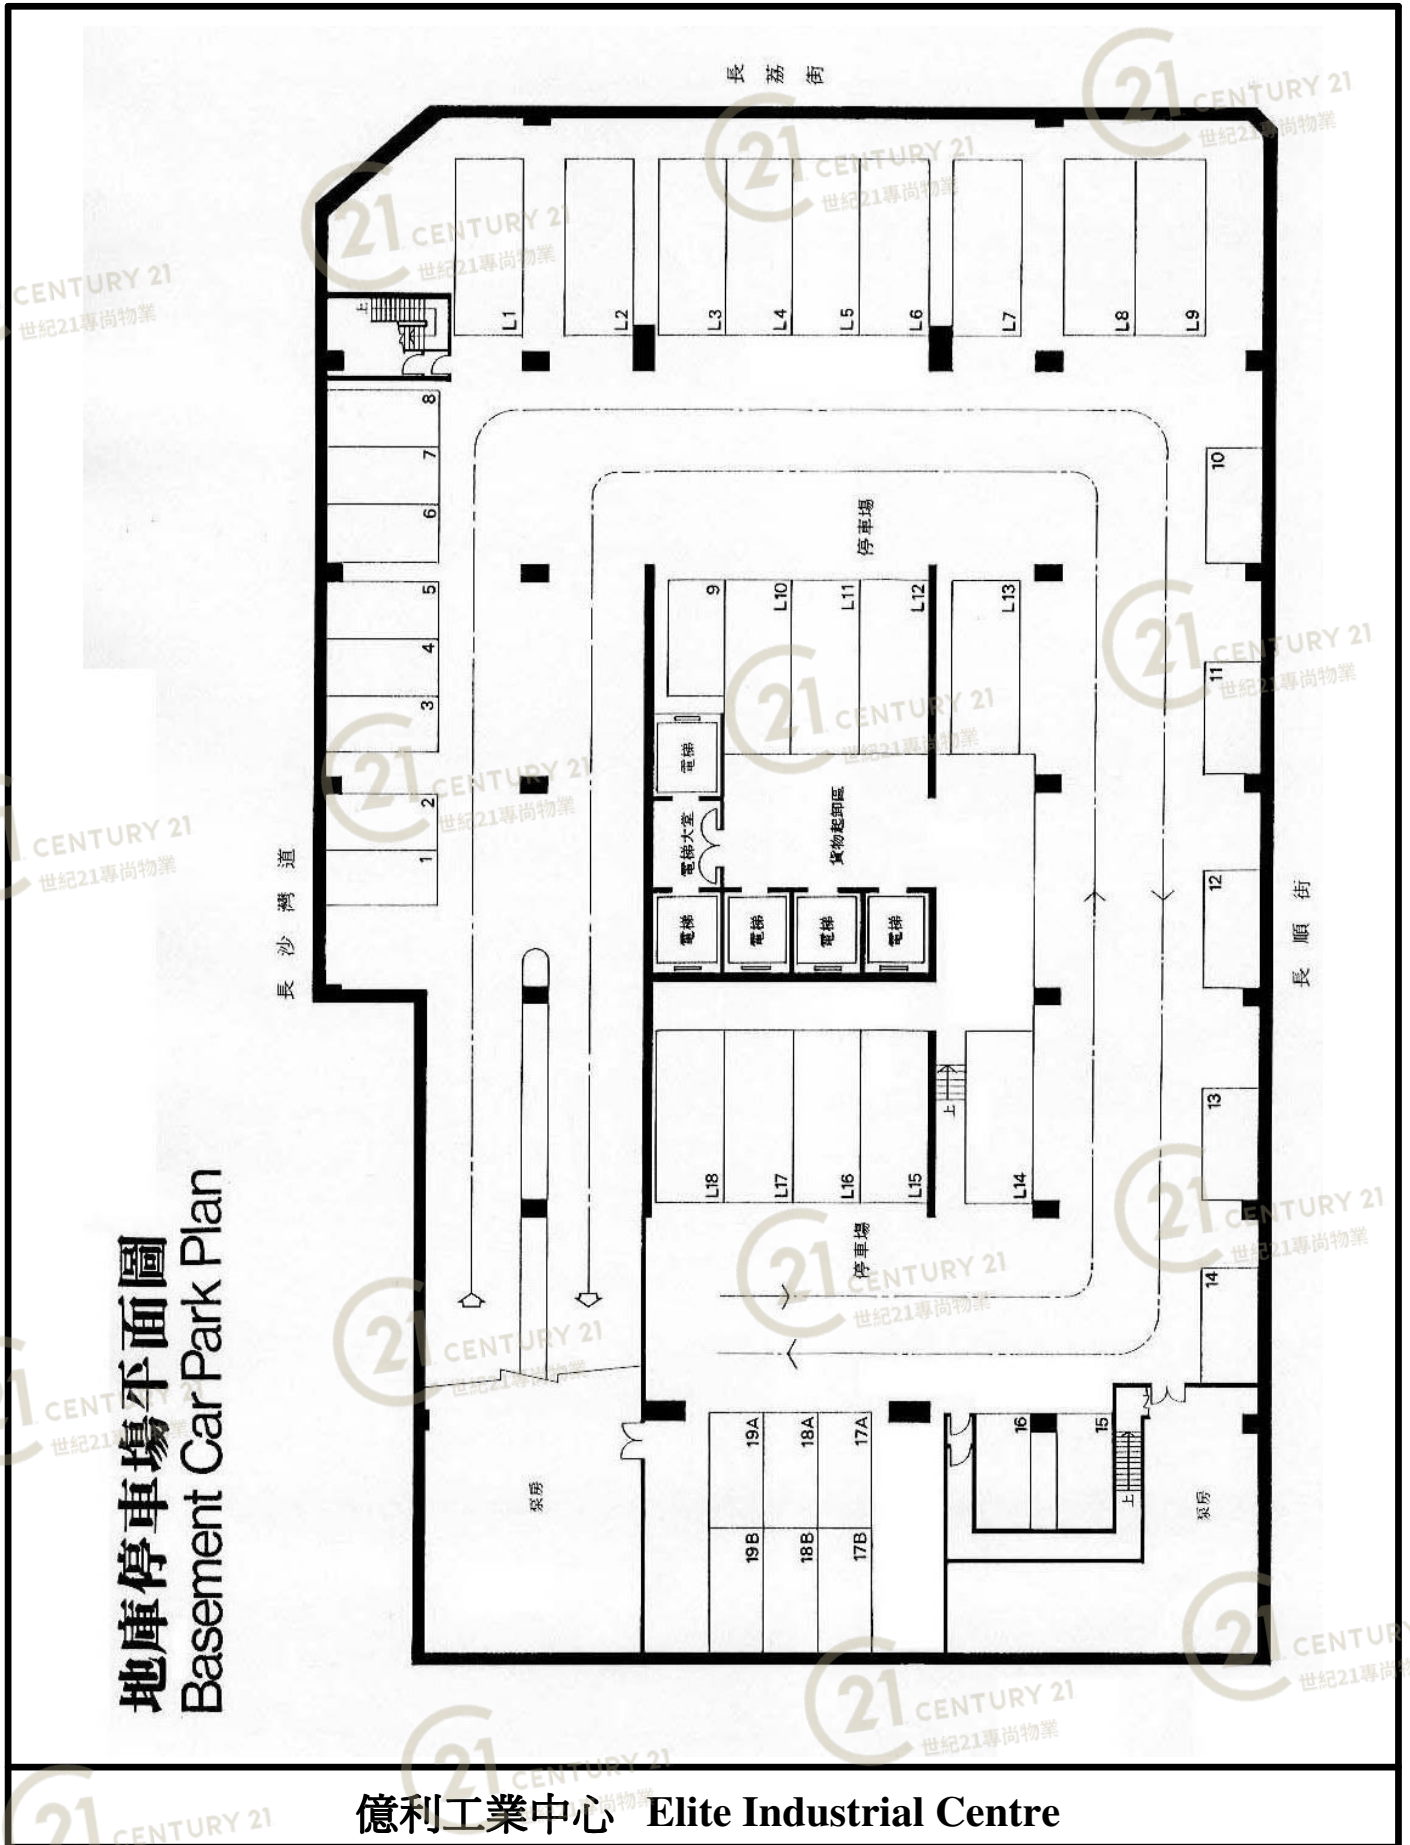 地庫停車場平面圖
Basement Car Park Plan
長荔街
長沙灣道
長順街
L1
L2
L3
L4
L5
L6
L7
L8
L9
上
8
7
6
5
4
3
2
1
10
11
12
13
14
停車場
9
L10
L11
L12
L13
電梯
電梯大堂
貨物起卸區
電梯
電梯
電梯
電梯
L18
L17
L16
L15
上
L14
停車場
泵房
19A
18A
17A
19B
18B
17B
16
15
上
泵房
億利工業中心 Elite Industrial Centre
21 CENTURY 21
世紀21專尚物業